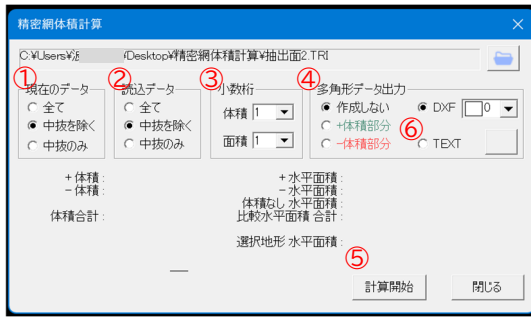 精密網体積計算
C:¥Users¥ /Desktop¥精密網体積計算¥抽出面2.TRI
① ② ③ ④
現在のデータ 読込データ 小数桁 多角形データ出力
全て 全て 体積 1 作成しない DXF 0
中抜を除く 中抜を除く +体積部分 ⑥
中抜のみ 中抜のみ 面積 1 -体積部分 TEXT
+体積 : +水平面積 :
-体積 : -水平面積 :
体積なし 水平面積 :
体積合計 : 比較水平面積 合計 :
選択地形 水平面積 :
⑤
計算開始 閉じる